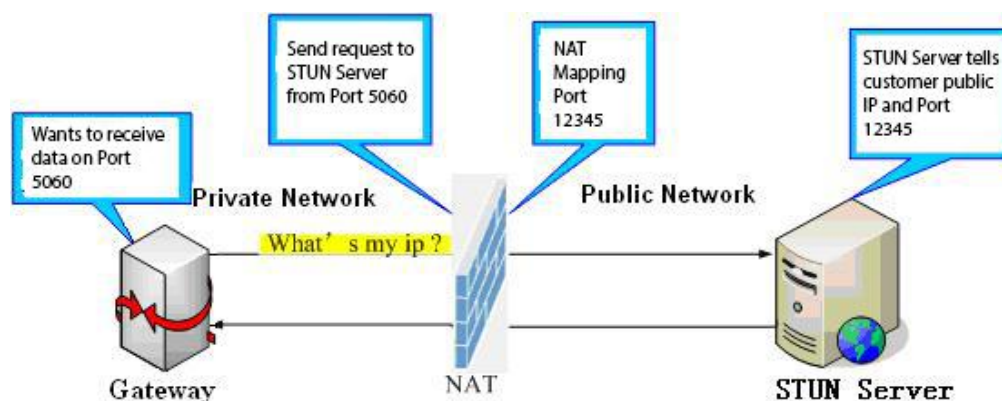 Wants to receive
data on Port
5060
Send request to
STUN Server
from Port 5060
NAT
Mapping
Port
12345
STUN Server tells
customer public
IP and Port
12345
Private Network
Public Network
What’s my ip ?
Gateway
NAT
STUN Server